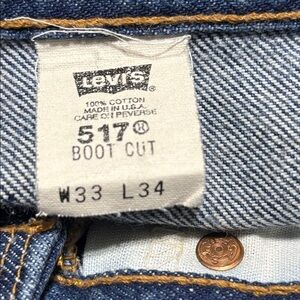 Levi's®
100% COTTON
MADE IN U.S.A.
CARE ON REVERSE
517®
BOOT CUT
W33 L34